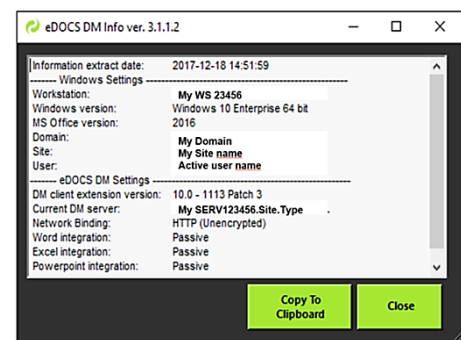 eDOCS DM Info ver. 3.1.1.2
Information extract date: 2017-12-18 14:51:59
------- Windows Settings -------
Workstation: My WS 23456
Windows version: Windows 10 Enterprise 64 bit
MS Office version: 2016
Domain: My Domain
Site: My Site name
User: Active user name
------- eDOCS DM Settings -------
DM client extension version: 10.0 - 1113 Patch 3
Current DM server: My SERV123456.Site.Type .
Network Binding: HTTP (Unencrypted)
Word integration: Passive
Excel integration: Passive
Powerpoint integration: Passive
Copy To
Clipboard
Close